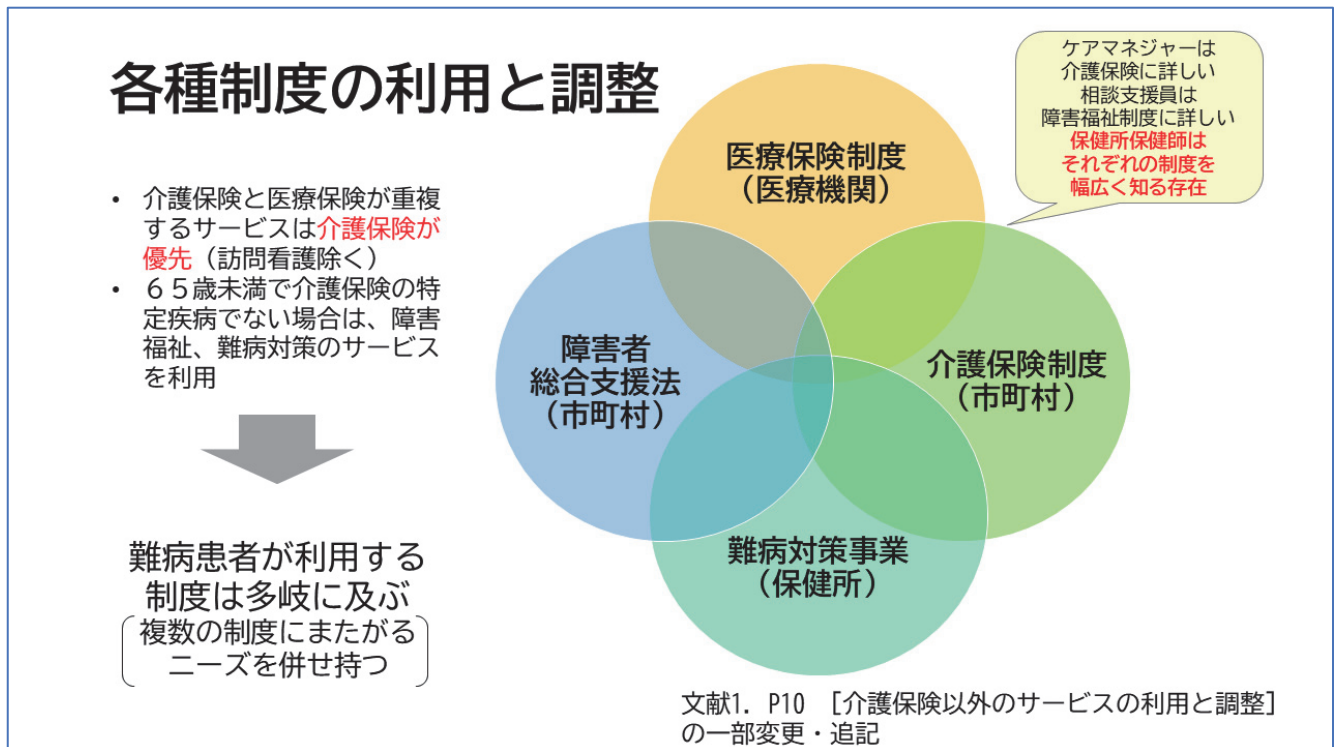 各種制度の利用と調整
• 介護保険と医療保険が重複
するサービスは介護保険が
優先（訪問看護除く）
• ６５歳未満で介護保険の特
定疾病でない場合は、障害
福祉、難病対策のサービス
を利用
難病患者が利用する
制度は多岐に及ぶ
複数の制度にまたがる
ニーズを併せ持つ
医療保険制度
（医療機関）
障害者
総合支援法
（市町村）
介護保険制度
（市町村）
難病対策事業
（保健所）
ケアマネジャーは
介護保険に詳しい
相談支援員は
障害福祉制度に詳しい
保健所保健師は
それぞれの制度を
幅広く知る存在
文献1. P10 ［介護保険以外のサービスの利用と調整］
の一部変更・追記